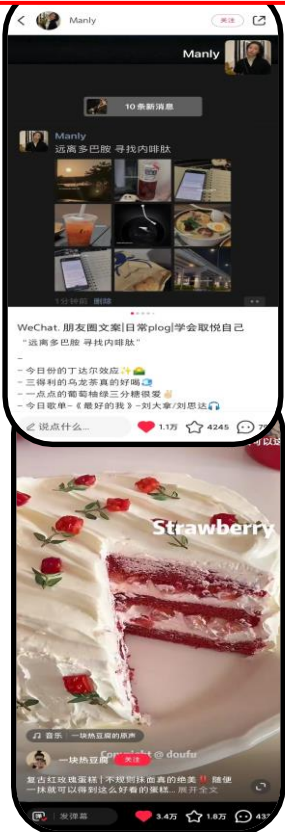 Manly
关注
Manly
10条新消息
Manly
远离多巴胺 寻找内啡肽
1分钟前 删除
WeChat. 朋友圈文案|日常plog|学会取悦自己
“远离多巴胺 寻找内啡肽”
–
-今日份的丁达尔效应✨🌄
-三得利的乌龙茶真的好喝
-一点点的葡萄柚绿三分糖很爱
-今日歌单-《最好的我》-刘大拿/刘思达🎧
说点什么...
1.1万
4245
Strawberry
音乐 一块热豆腐的原声
一块热豆腐
关注
Copyright @ doufu
复古红玫瑰蛋糕|不规则抹面真的绝美‼️ 随便
一抹就可以得到这么好看的蛋糕... 展开全文
发弹幕
3.4万
1.8万